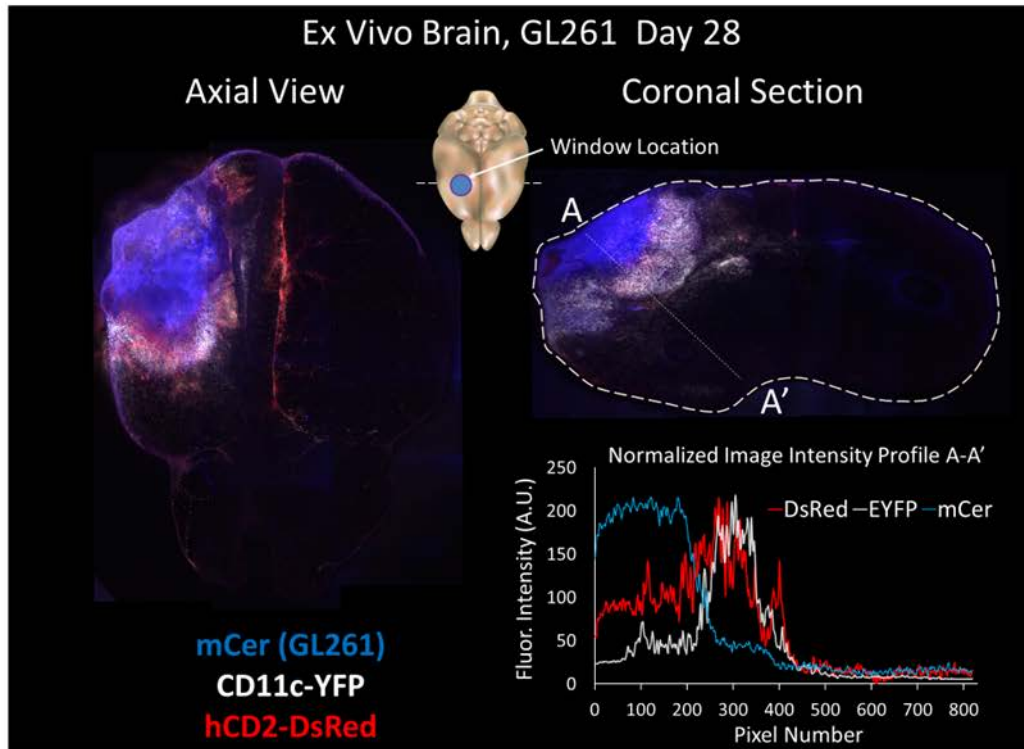 Ex Vivo Brain, GL261 Day 28
Axial View
Coronal Section
Window Location
A
A'
mCer (GL261)
CD11c-YFP
hCD2-DsRed
Normalized Image Intensity Profile A-A'
DsRed EYFP mCer
Fluor. Intensity (A.U.)
250
200
150
100
50
0
0 100 200 300 400 500 600 700 800
Pixel Number